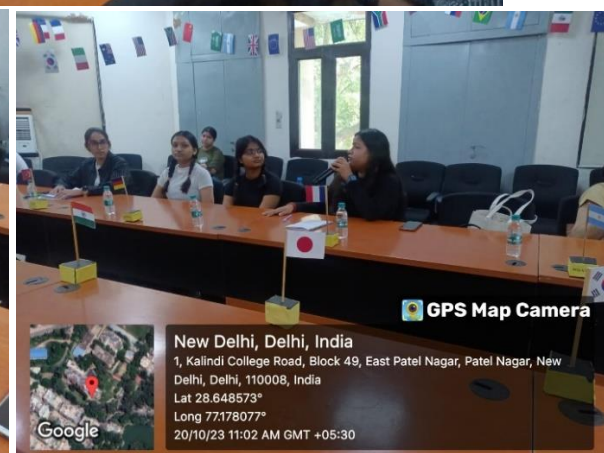 GPS Map Camera
New Delhi, Delhi, India
1, Kalindi College Road, Block 49, East Patel Nagar, Patel Nagar, New
Delhi, Delhi, 110008, India
Lat 28.648573°
Long 77.178077°
20/10/23 11:02 AM GMT +05:30
Google